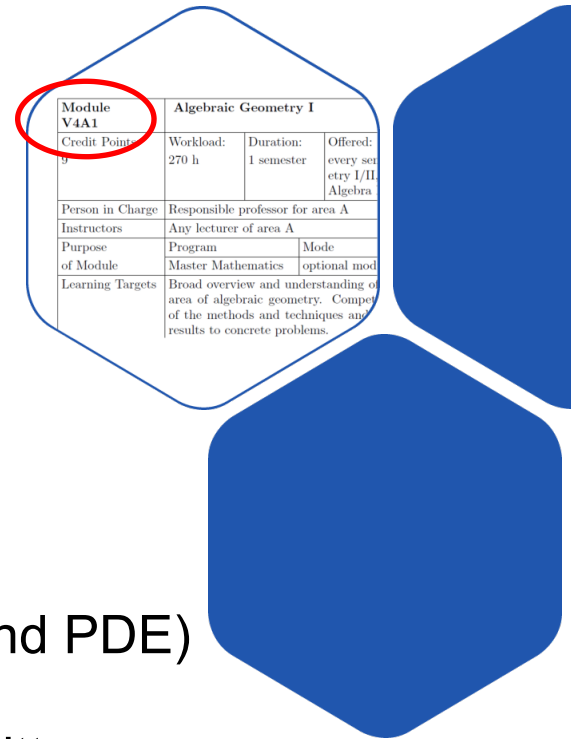 Module Algebraic Geometry I
V4A1
Credit Points Workload: Duration: Offered:
9 270 h 1 semester every
etry I/II,
Algebra
Person in Charge Responsible professor for area A
Instructors Any lecturer of area A
Purpose Program Mode
of Module Master Mathematics optional mod
Learning Targets Broad overview and understanding of
area of algebraic geometry. Compet
of the methods and techniques and
results to concrete problems.
nd PDE)